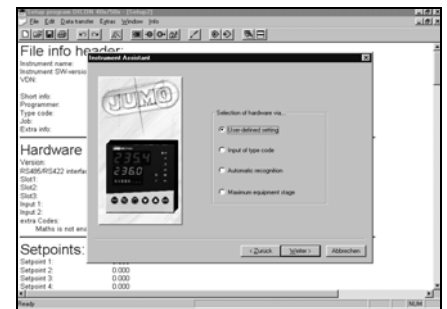 File Edit Data transfer Extras Window Info
File info header:
Instrument name:
Instrument SW-versio
VDN:
Short info:
Programmer:
Type code:
Job:
Extra info:
Hardware
Version:
RS485/RS422 interfac
Slot1:
Slot2:
Slot3:
Input 1:
Input 2:
extra Codes:
Maths is not ena
Setpoints:
Setpoint 1: 0.000
Setpoint 2: 0.000
Setpoint 3: 0.000
Setpoint 4: 0.000
Ready
NUM
Instrument Assistant
JUMO
2354
2360
Selection of hardware via...
User-defined setting
Input of type code
Automatic recognition
Maximum equipment stage
< Zurück
Weiter >
Abbrechen